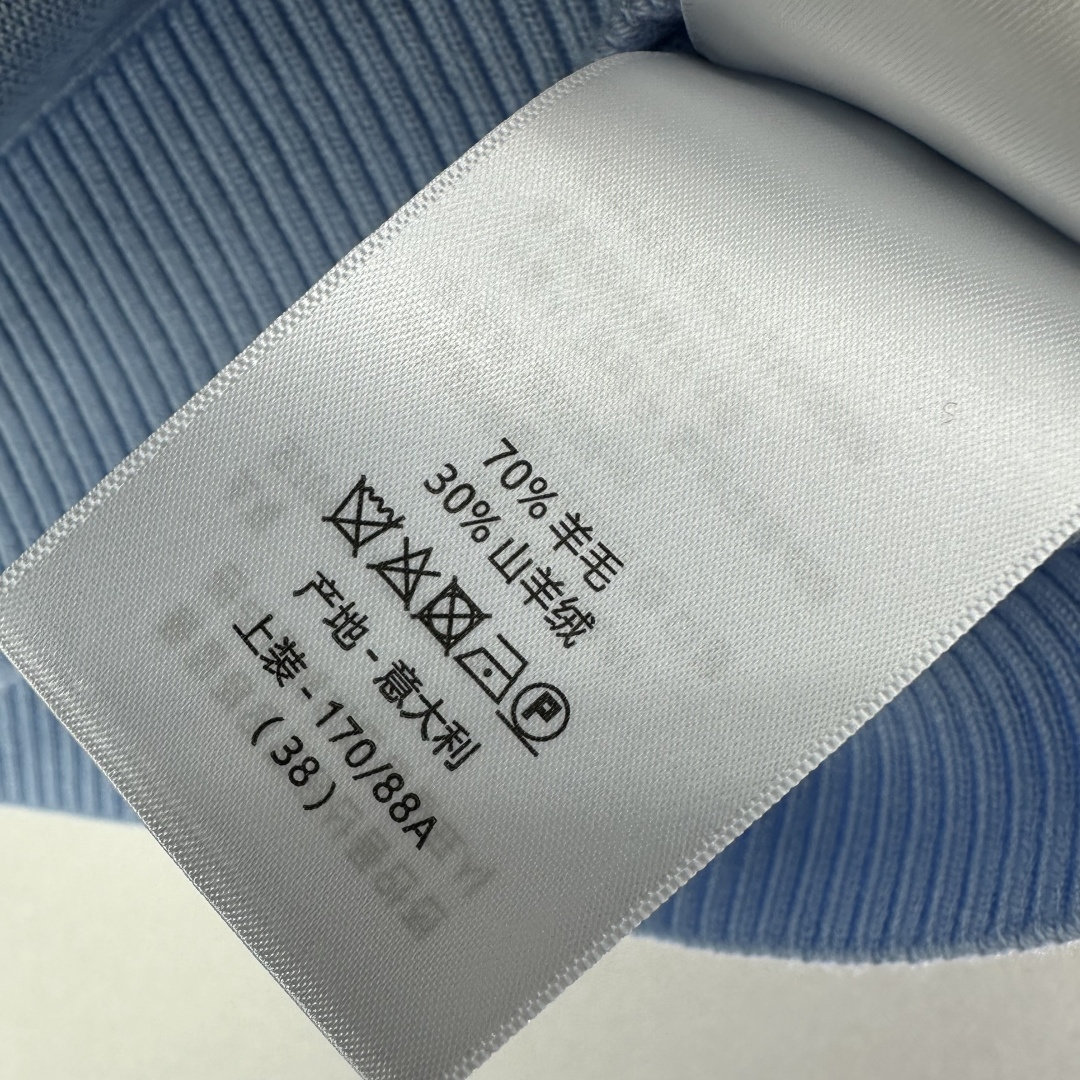 70% 羊毛
30% 山羊绒
P
产地 - 意大利
上装 - 170/88A
(38)